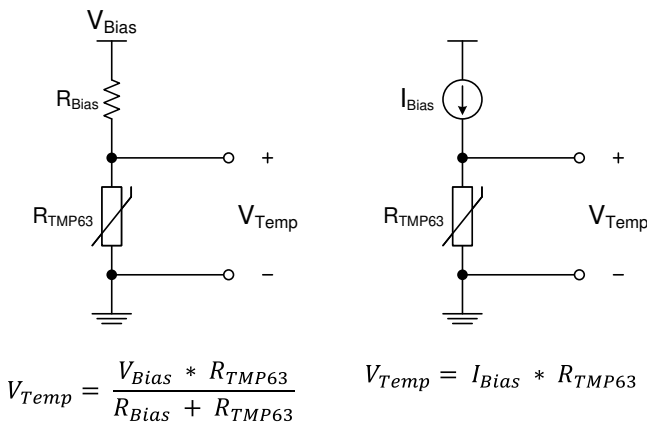 V_Bias
R_Bias
+
R_TMP63
V_Temp
−
V_Temp = (V_Bias * R_TMP63) / (R_Bias + R_TMP63)
I_Bias
+
R_TMP63
V_Temp
−
V_Temp = I_Bias * R_TMP63